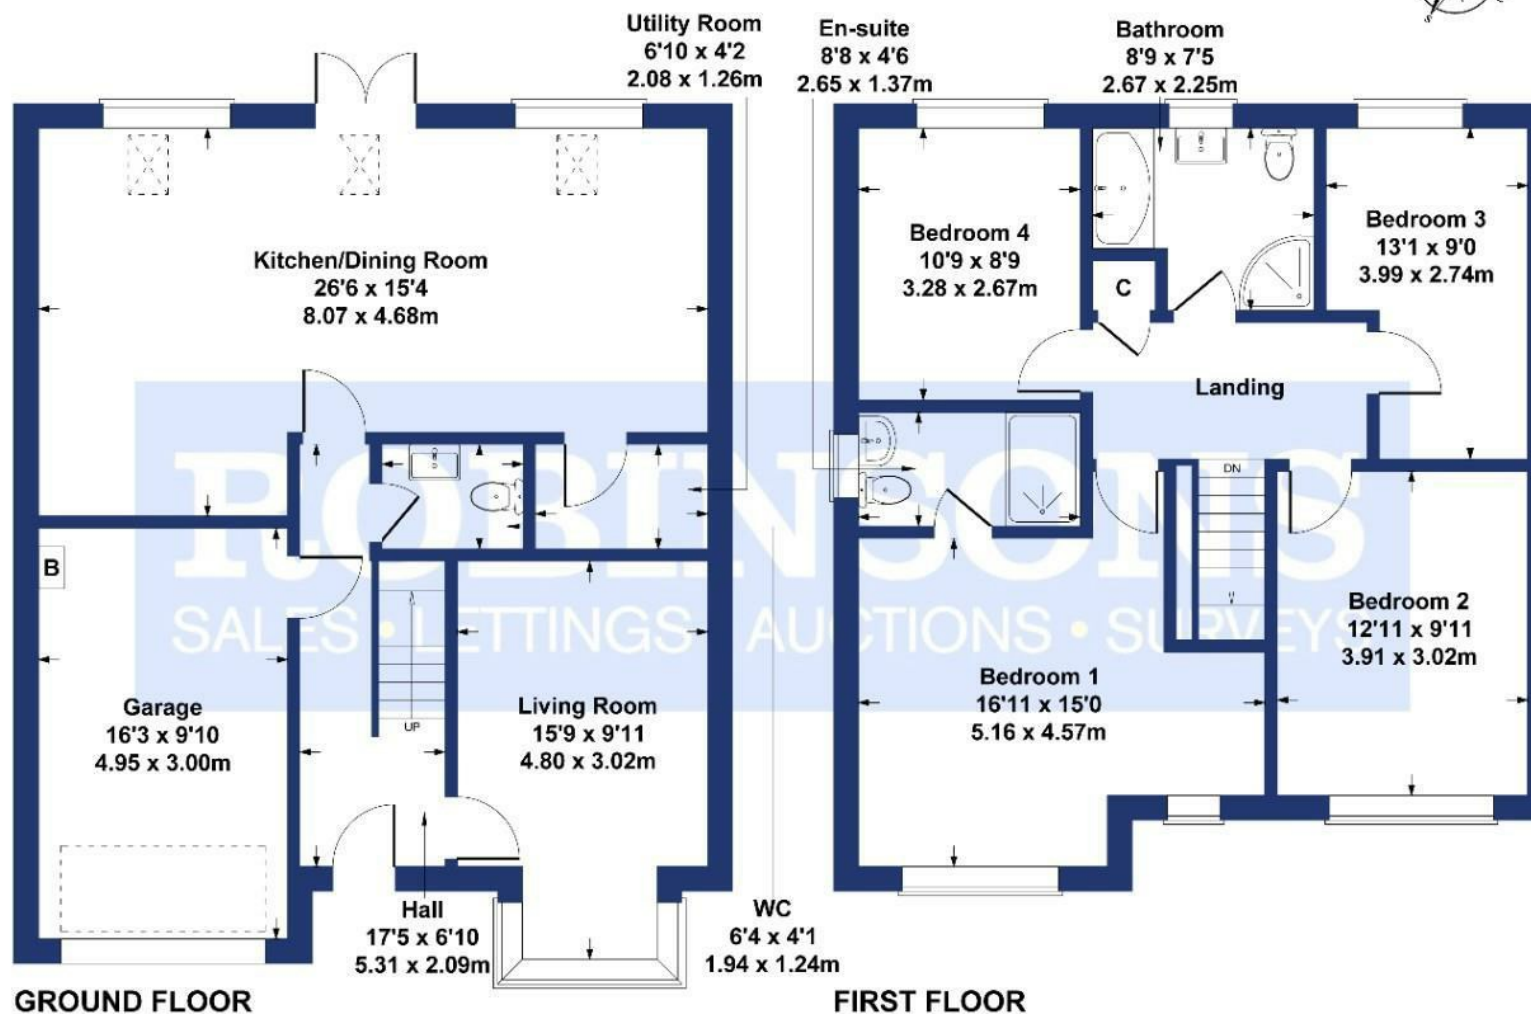 Utility Room
6'10 x 4'2
2.08 x 1.26m
En-suite
8'8 x 4'6
2.65 x 1.37m
Bathroom
8'9 x 7'5
2.67 x 2.25m
S
Kitchen/Dining Room
26'6 x 15'4
8.07 x 4.68m
Bedroom 4
10'9 x 8'9
3.28 x 2.67m
C
Bedroom 3
13'1 x 9'0
3.99 x 2.74m
Landing
DN
ROBINSONS
SALES • LETTINGS • AUCTIONS • SURVEYS
B
Garage
16'3 x 9'10
4.95 x 3.00m
UP
Living Room
15'9 x 9'11
4.80 x 3.02m
Bedroom 1
16'11 x 15'0
5.16 x 4.57m
Bedroom 2
12'11 x 9'11
3.91 x 3.02m
Hall
17'5 x 6'10
5.31 x 2.09m
WC
6'4 x 4'1
1.94 x 1.24m
GROUND FLOOR
FIRST FLOOR